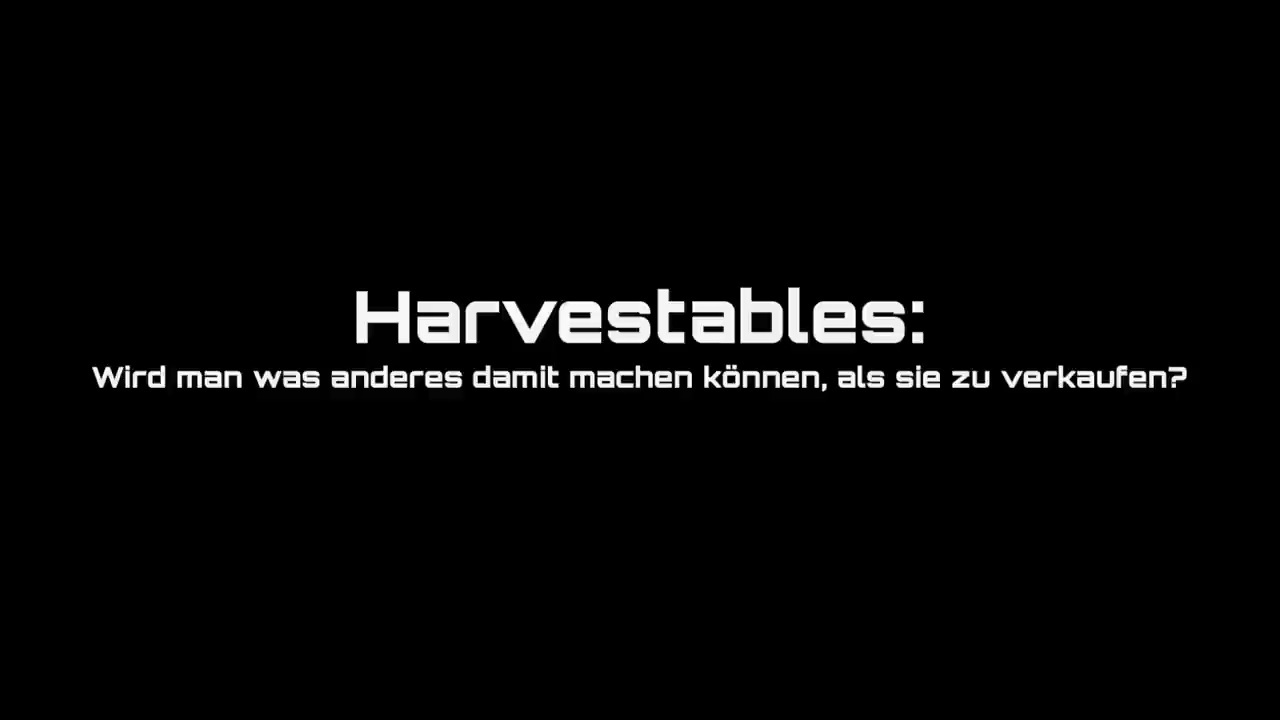 Harvestables:
Wird man was anderes damit machen können, als sie zu verkaufen?